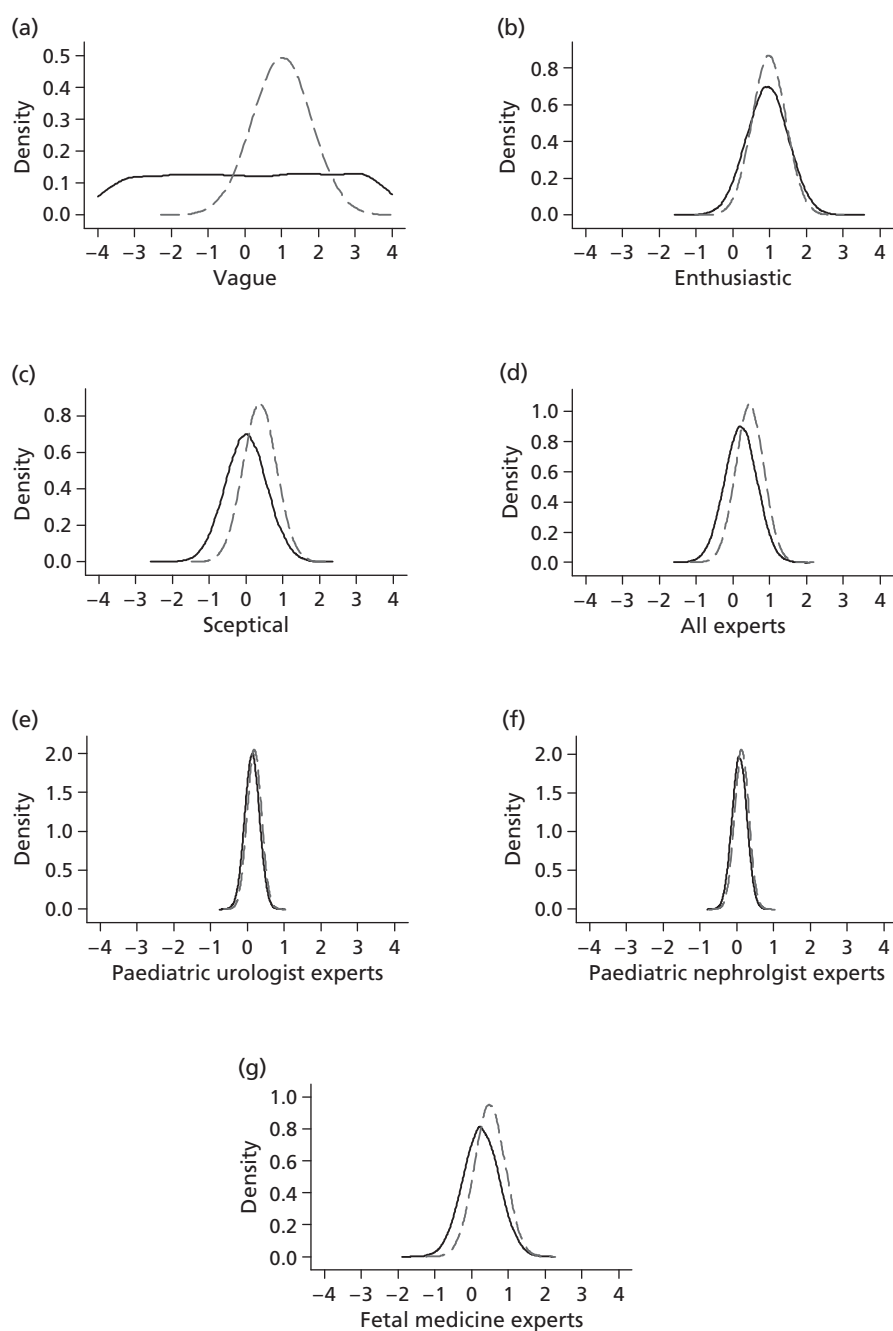 (a)
Density
0.5
0.4
0.3
0.2
0.1
0.0
−4 −3 −2 −1 0 1 2 3 4
Vague
(b)
Density
0.8
0.6
0.4
0.2
0.0
−4 −3 −2 −1 0 1 2 3 4
Enthusiastic
(c)
Density
0.8
0.6
0.4
0.2
0.0
−4 −3 −2 −1 0 1 2 3 4
Sceptical
(d)
Density
1.0
0.8
0.6
0.4
0.2
0.0
−4 −3 −2 −1 0 1 2 3 4
All experts
(e)
Density
2.0
1.5
1.0
0.5
0.0
−4 −3 −2 −1 0 1 2 3 4
Paediatric urologist experts
(f)
Density
2.0
1.5
1.0
0.5
0.0
−4 −3 −2 −1 0 1 2 3 4
Paediatric nephrolgist experts
(g)
Density
1.0
0.8
0.6
0.4
0.2
0.0
−4 −3 −2 −1 0 1 2 3 4
Fetal medicine experts